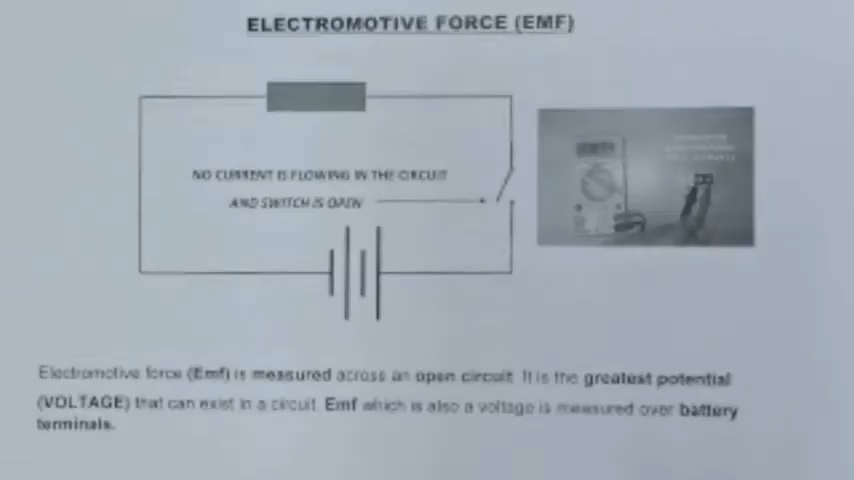 ELECTROMOTIVE FORCE (EMF)
NO CURRENT IS FLOWING IN THE CIRCUIT
AND SWITCH IS OPEN
Electromotive force (Emf) is measured across an open circuit. It is the greatest potential
(VOLTAGE) that can exist in a circuit. Emf which is also a voltage is measured over battery
terminals.